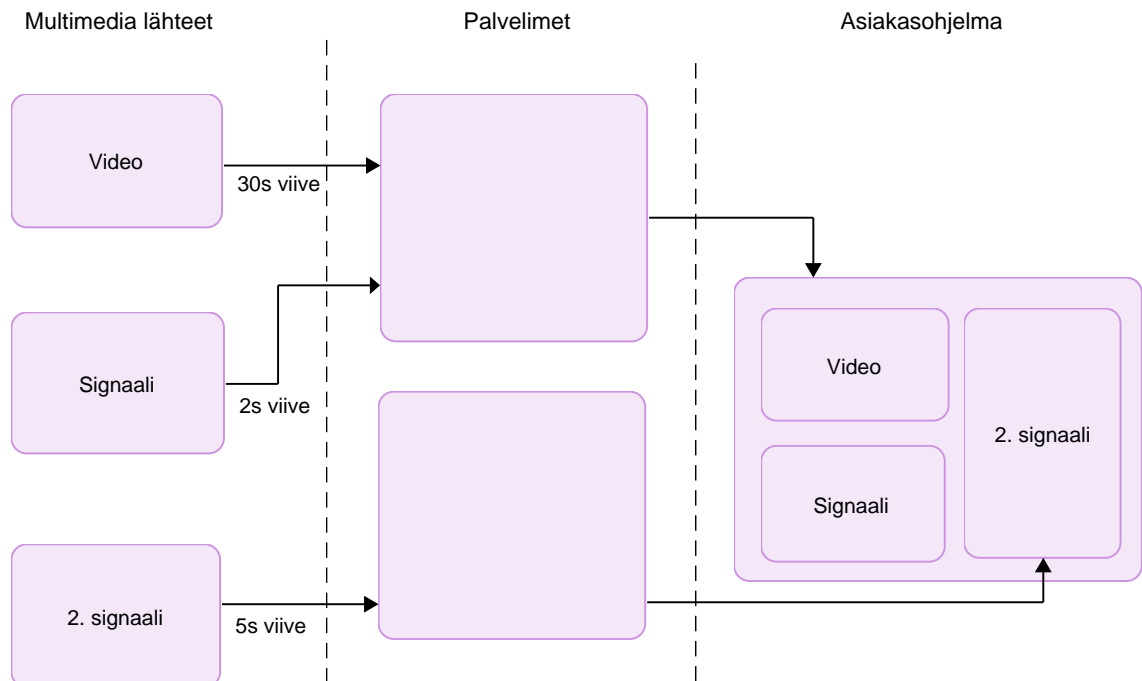 Multimedia lähteet
Palvelimet
Asiakasohjelma
Video
30s viive
Signaali
2s viive
2. signaali
5s viive
Video
Signaali
2. signaali